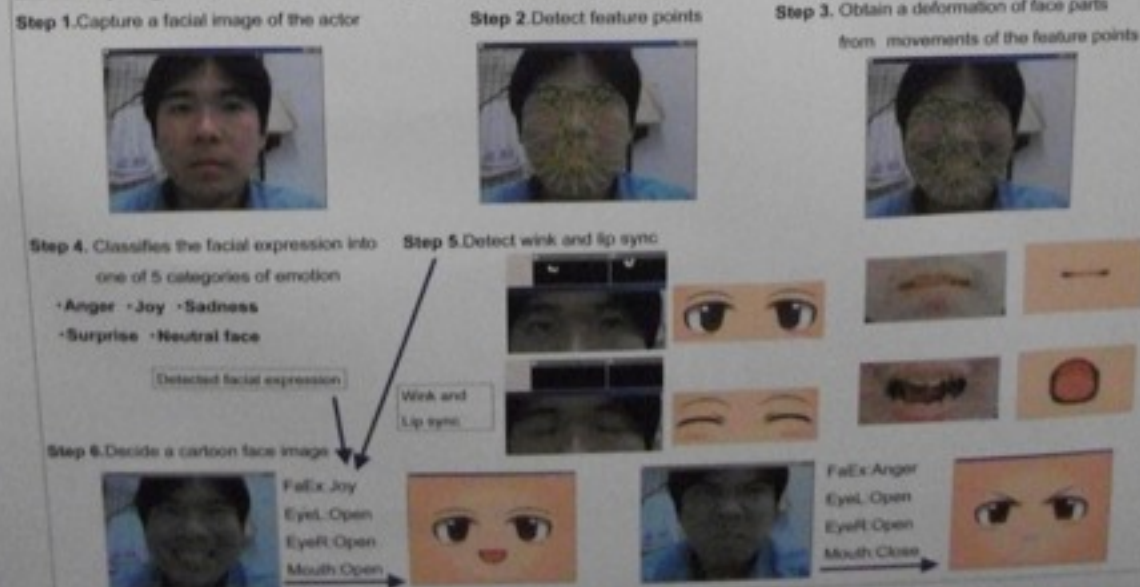 Step 1.Capture a facial image of the actor
Step 2.Detect feature points
Step 3. Obtain a deformation of face parts
from movements of the feature points
Step 4. Classifies the facial expression into
one of 5 categories of emotion
・Anger ・Joy ・Sadness
・Surprise ・Neutral face
Detected facial expression
Step 5.Detect wink and lip sync
Wink and
Lip sync
Step 6.Decide a cartoon face image
FaEx:Joy
EyeL:Open
EyeR:Open
Mouth:Open
FaEx:Anger
EyeL:Open
EyeR:Open
Mouth:Close